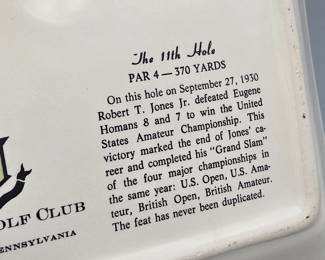 The 11th Hole
PAR 4 — 370 YARDS
On this hole on September 27, 1930
Robert T. Jones Jr. defeated Eugene
Homans 8 and 7 to win the United
States Amateur Championship. This
victory marked the end of Jones' ca-
reer and completed his "Grand Slam"
of the four major championships in
the same year: U.S. Open, U.S. Ama-
teur, British Open, British Amateur.
The feat has never been duplicated.
OLF CLUB
ENNSYLVANIA